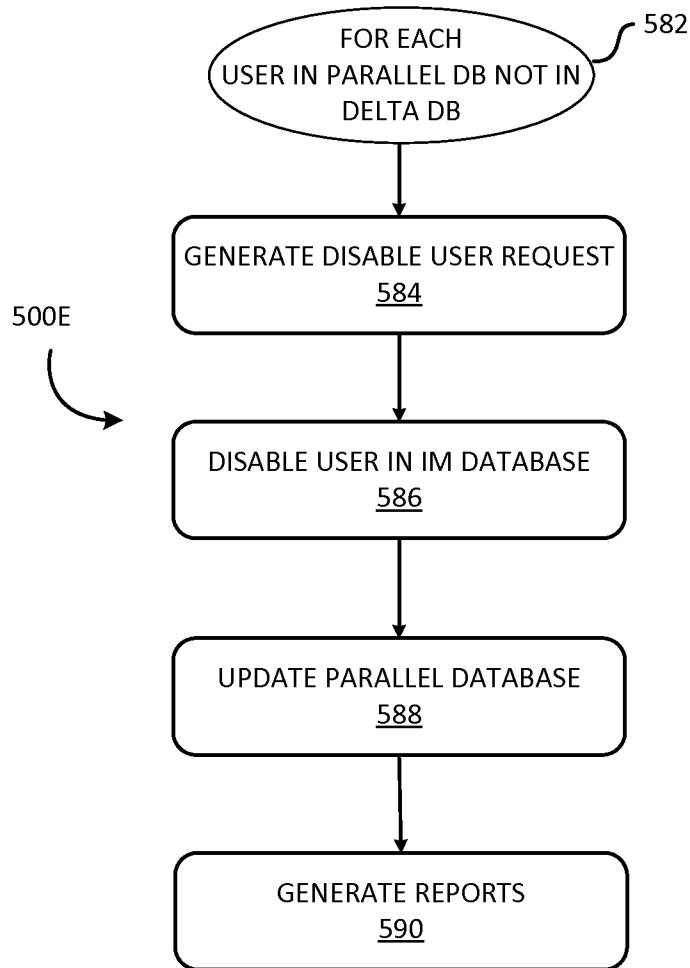 FOR EACH
USER IN PARALLEL DB NOT IN
DELTA DB
582
GENERATE DISABLE USER REQUEST
584
500E
DISABLE USER IN IM DATABASE
586
UPDATE PARALLEL DATABASE
588
GENERATE REPORTS
590